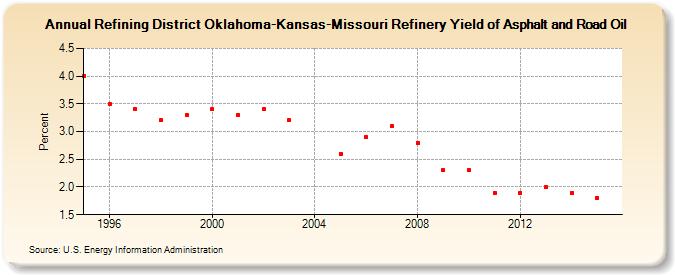 Annual Refining District Oklahoma-Kansas-Missouri Refinery Yield of Asphalt and Road Oil
Percent
4.5
4.0
3.5
3.0
2.5
2.0
1.5
1996 2000 2004 2008 2012
Source: U.S. Energy Information Administration